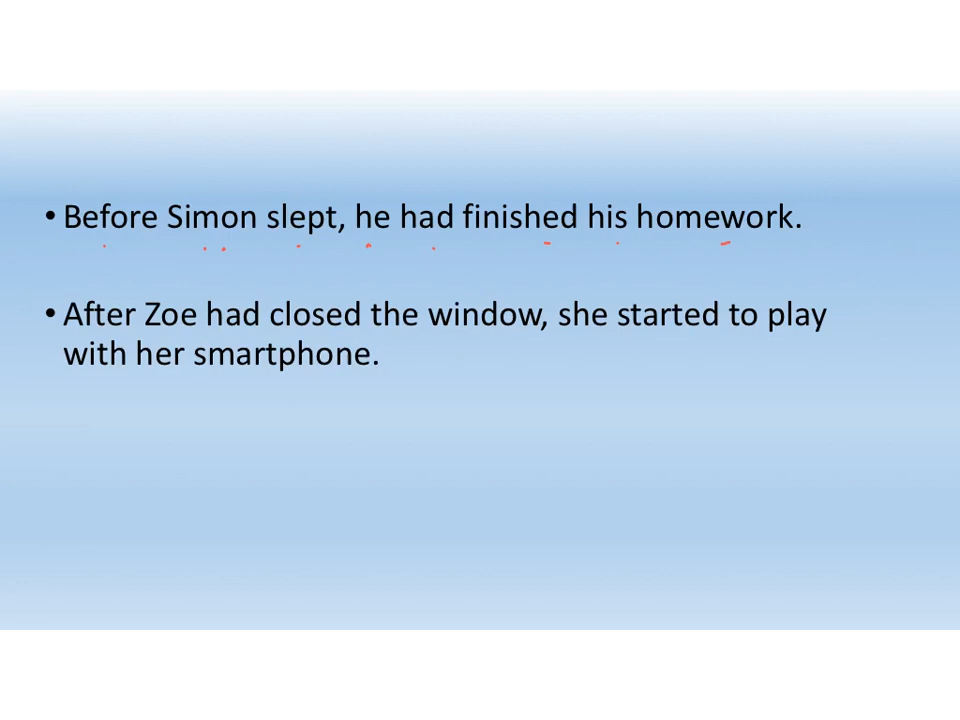 • Before Simon slept, he had finished his homework.
• After Zoe had closed the window, she started to play
with her smartphone.